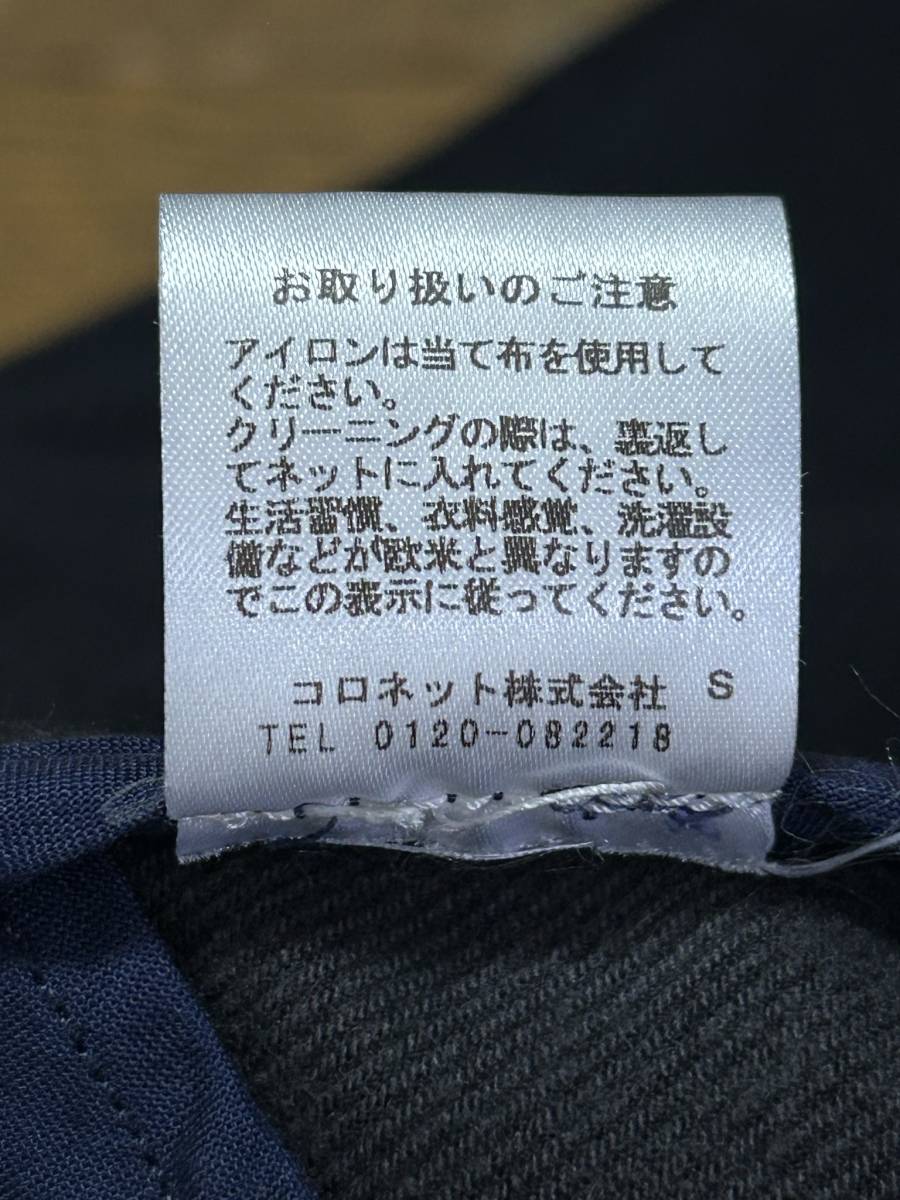 お取り扱いのご注意
アイロンは当て布を使用して
ください。
クリーニングの際は、裏返し
てネットに入れてください。
生活習慣、衣料感覚、洗濯設
備などが欧米と異なりますの
でこの表示に従ってください。
コロネット株式会社 S
TEL 0120-082218